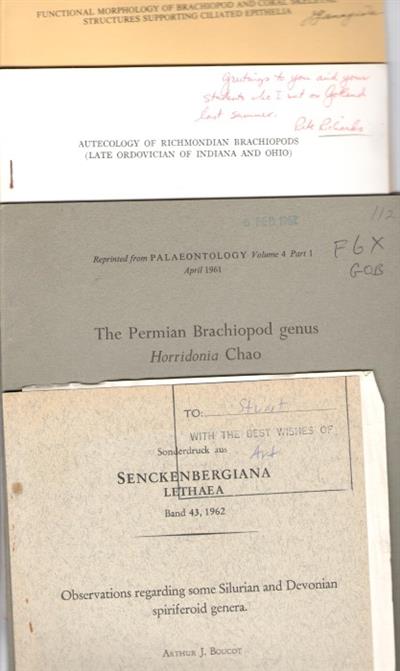 FUNCTIONAL MORPHOLOGY OF BRACHIOPOD AND CORAL SKELETAL
STRUCTURES SUPPORTING CILIATED EPITHELIA
Greetings to you and your
students who I met on Gotland
last summer.
Richards
AUTECOLOGY OF RICHMONDIAN BRACHIOPODS
(LATE ORDOVICIAN OF INDIANA AND OHIO)
6 FEB 1962
112
Reprinted from PALAEONTOLOGY Volume 4 Part 1
April 1961
F6X
GOB
The Permian Brachiopod genus
Horridonia Chao
TO: Stuart
WITH THE BEST WISHES OF
Art
Sonderdruck aus
SENCKENBERGIANA
LETHAEA
Band 43, 1962
Observations regarding some Silurian and Devonian
spiriferoid genera.
ARTHUR J. BOUCOT